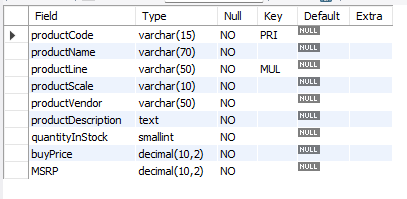 Field Type Null Key Default Extra
productCode varchar(15) NO PRI NULL
productName varchar(70) NO NULL
productLine varchar(50) NO MUL NULL
productScale varchar(10) NO NULL
productVendor varchar(50) NO NULL
productDescription text NO NULL
quantityInStock smallint NO NULL
buyPrice decimal(10,2) NO NULL
MSRP decimal(10,2) NO NULL